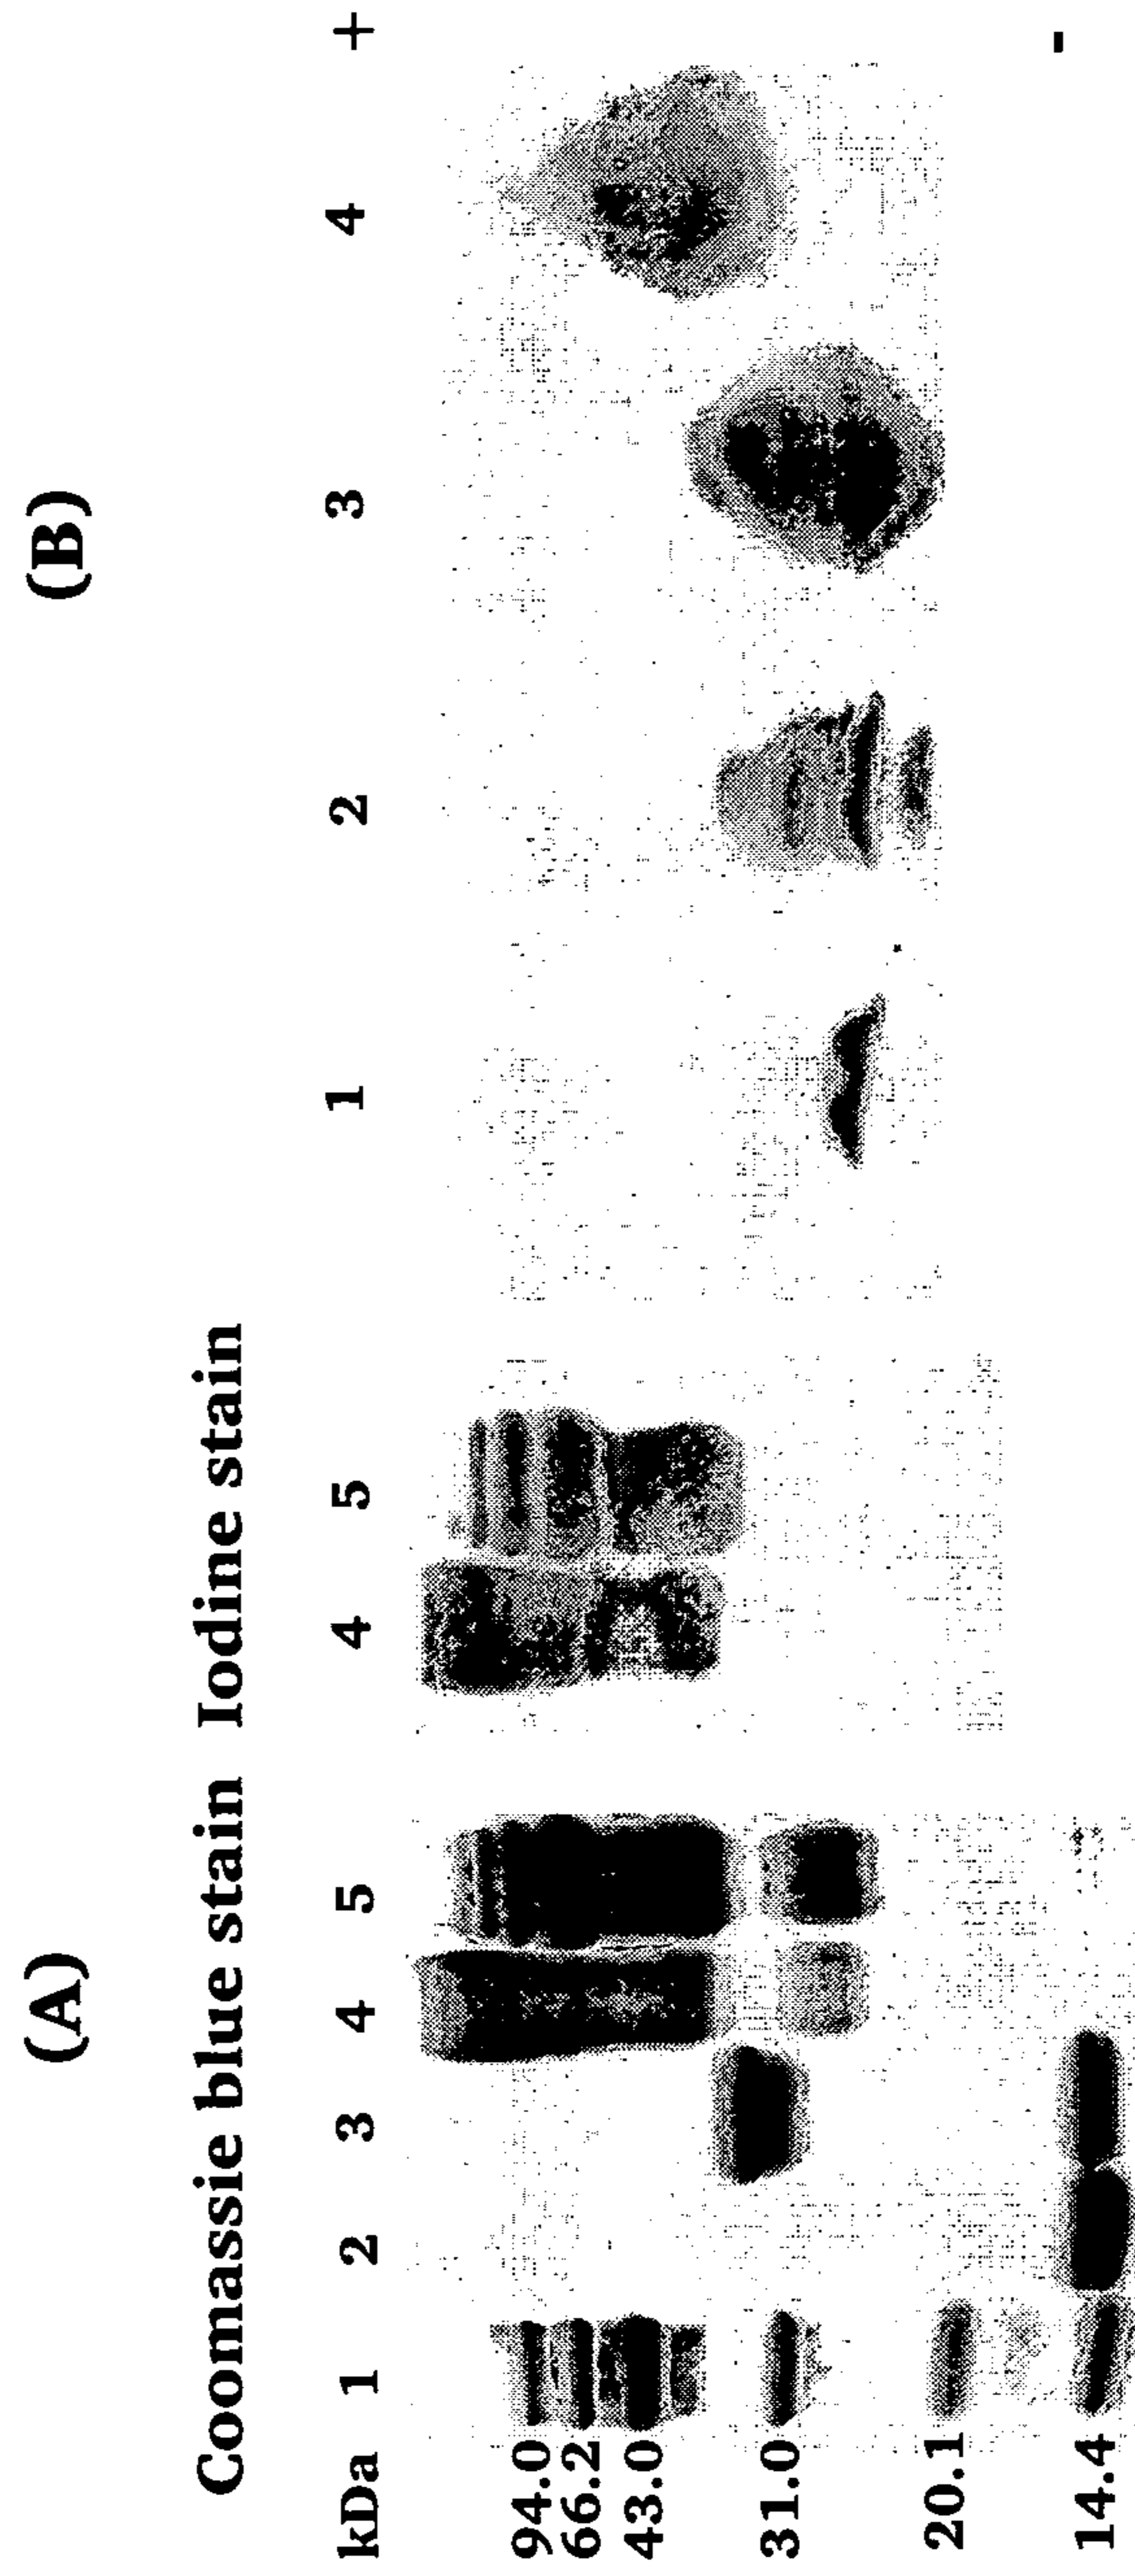 (A)
(B)
Coomassie blue stain
Iodine stain
kDa 1 2 3 4 5
4 5
1 2 3 4 +
94.0
66.2
43.0
31.0
20.1
14.4
-